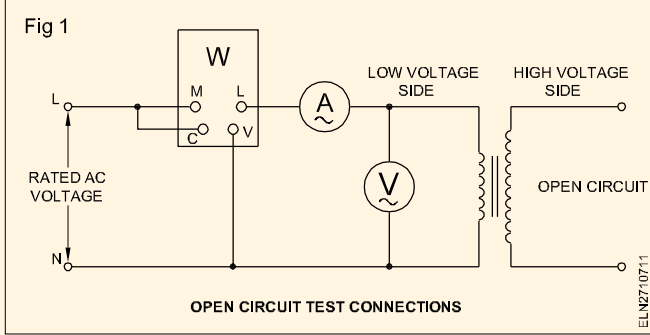 Fig 1
W
M L
C V
L
A
LOW VOLTAGE
SIDE
HIGH VOLTAGE
SIDE
RATED AC
VOLTAGE
V
OPEN CIRCUIT
N
OPEN CIRCUIT TEST CONNECTIONS
ELN2710711